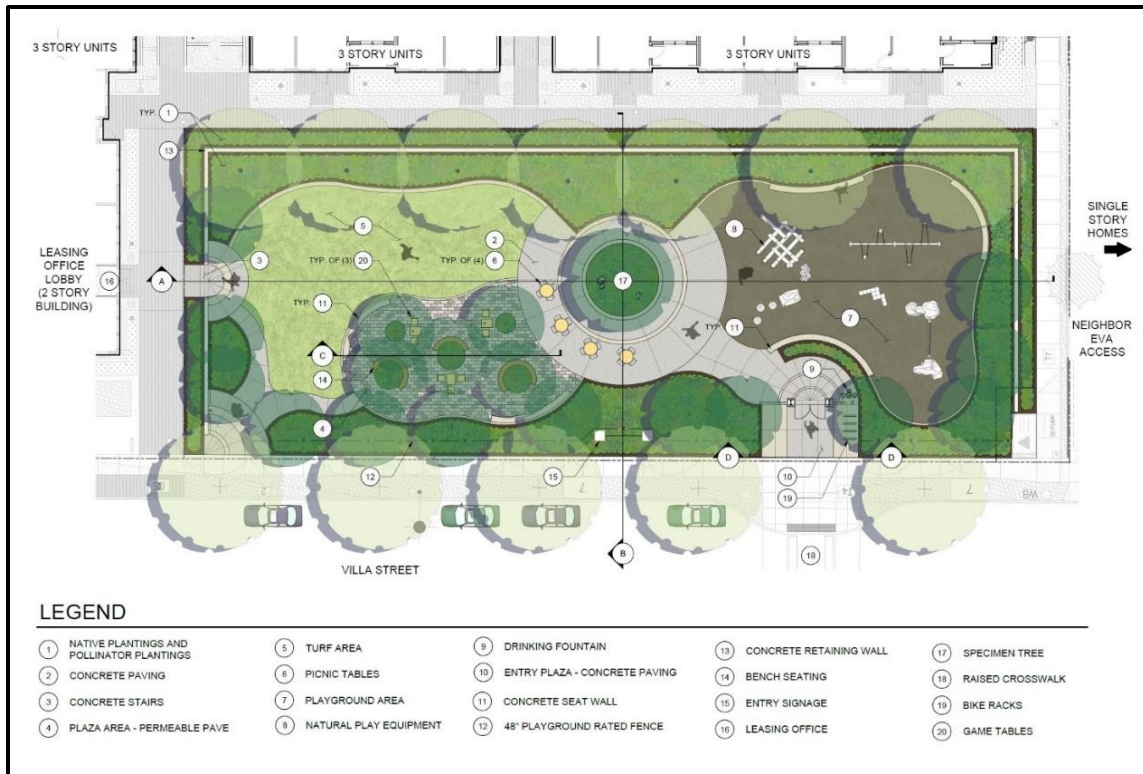 3 STORY UNITS
3 STORY UNITS
3 STORY UNITS
TYP. 1
13
2
8
5
TYP. OF (3) 20
TYP. OF (4) 6
17
SINGLE
STORY
HOMES
LEASING
OFFICE
LOBBY
(2 STORY
BUILDING)
16
A
3
TYP. 11
7
TYP. 11
NEIGHBOR
EVA
ACCESS
C
14
9
4
D
D
12
15
10
19
2
7
T4
7
WB
B
18
VILLA STREET
LEGEND
1 NATIVE PLANTINGS AND
POLLINATOR PLANTINGS
2 CONCRETE PAVING
3 CONCRETE STAIRS
4 PLAZA AREA - PERMEABLE PAVE
5 TURF AREA
6 PICNIC TABLES
7 PLAYGROUND AREA
8 NATURAL PLAY EQUIPMENT
9 DRINKING FOUNTAIN
10 ENTRY PLAZA - CONCRETE PAVING
11 CONCRETE SEAT WALL
12 48" PLAYGROUND RATED FENCE
13 CONCRETE RETAINING WALL
14 BENCH SEATING
15 ENTRY SIGNAGE
16 LEASING OFFICE
17 SPECIMEN TREE
18 RAISED CROSSWALK
19 BIKE RACKS
20 GAME TABLES